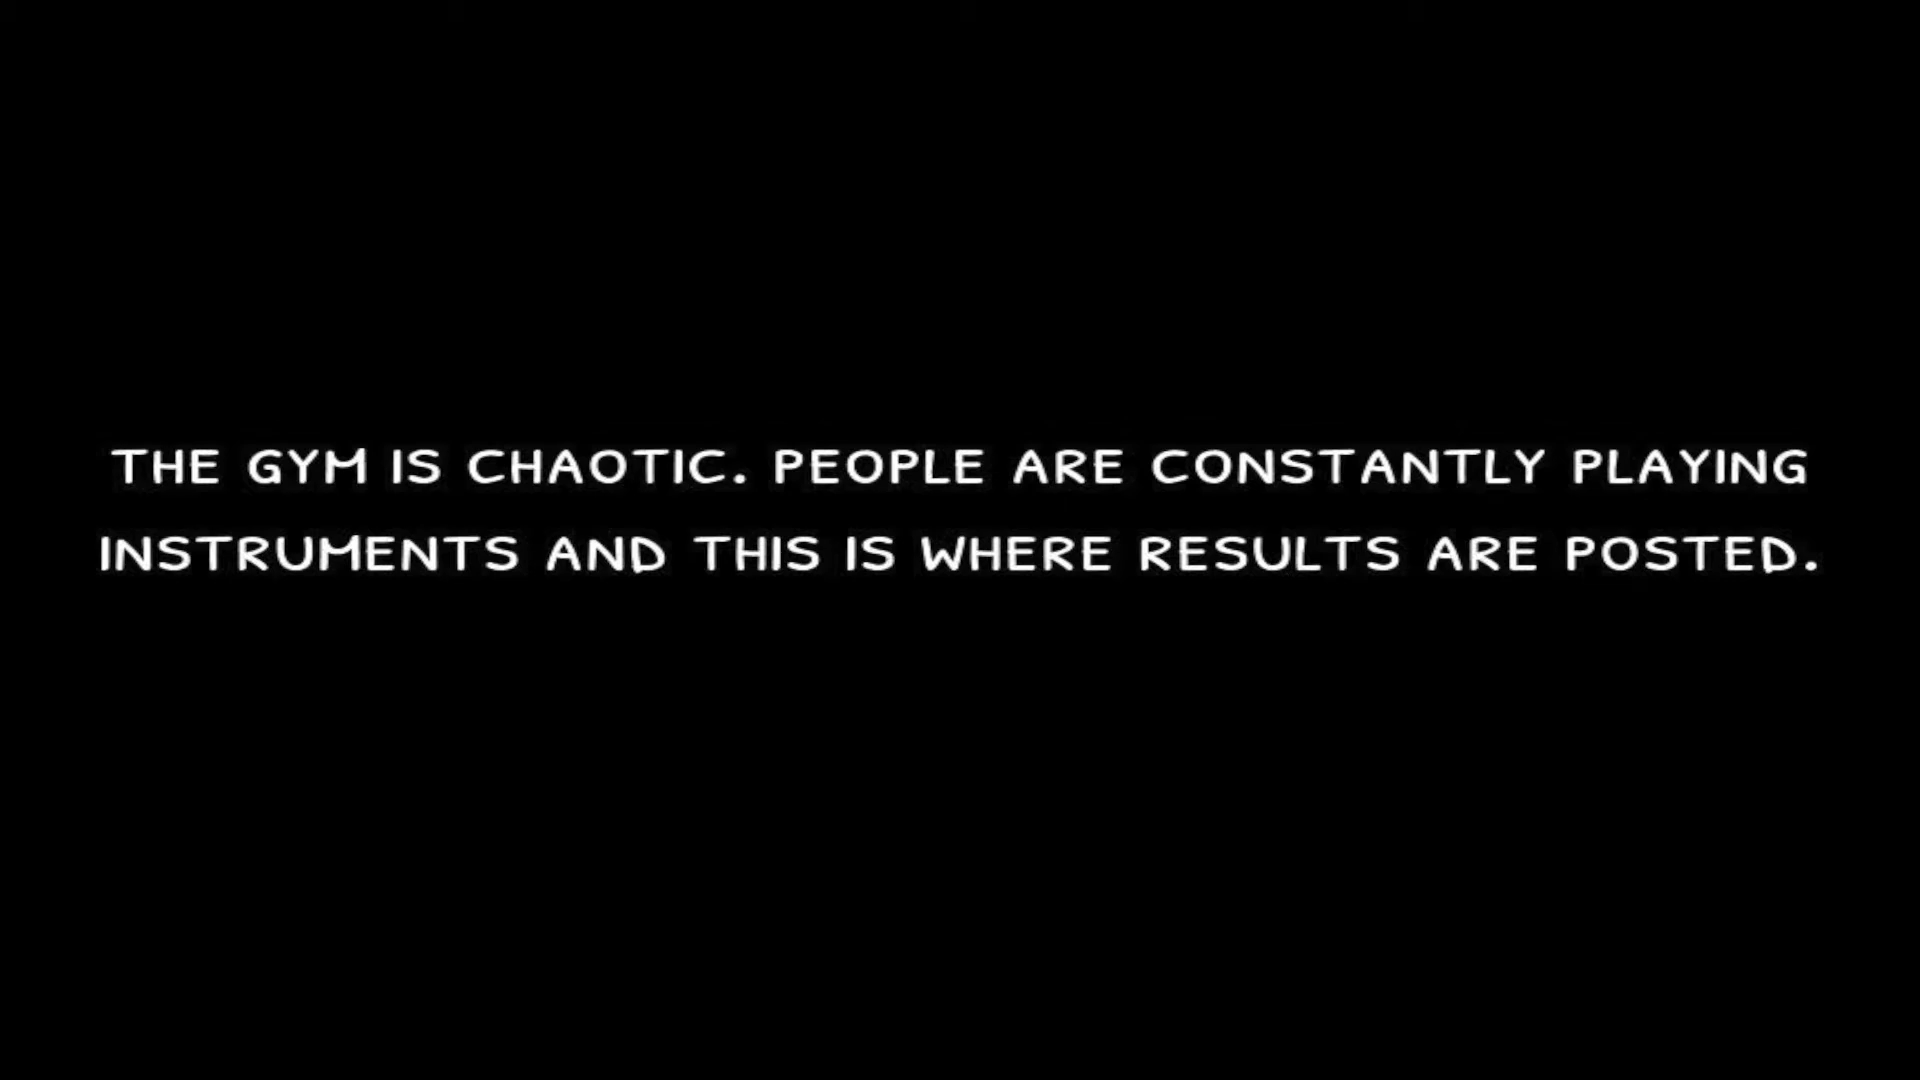 THE GYM IS CHAOTIC. PEOPLE ARE CONSTANTLY PLAYING
INSTRUMENTS AND THIS IS WHERE RESULTS ARE POSTED.